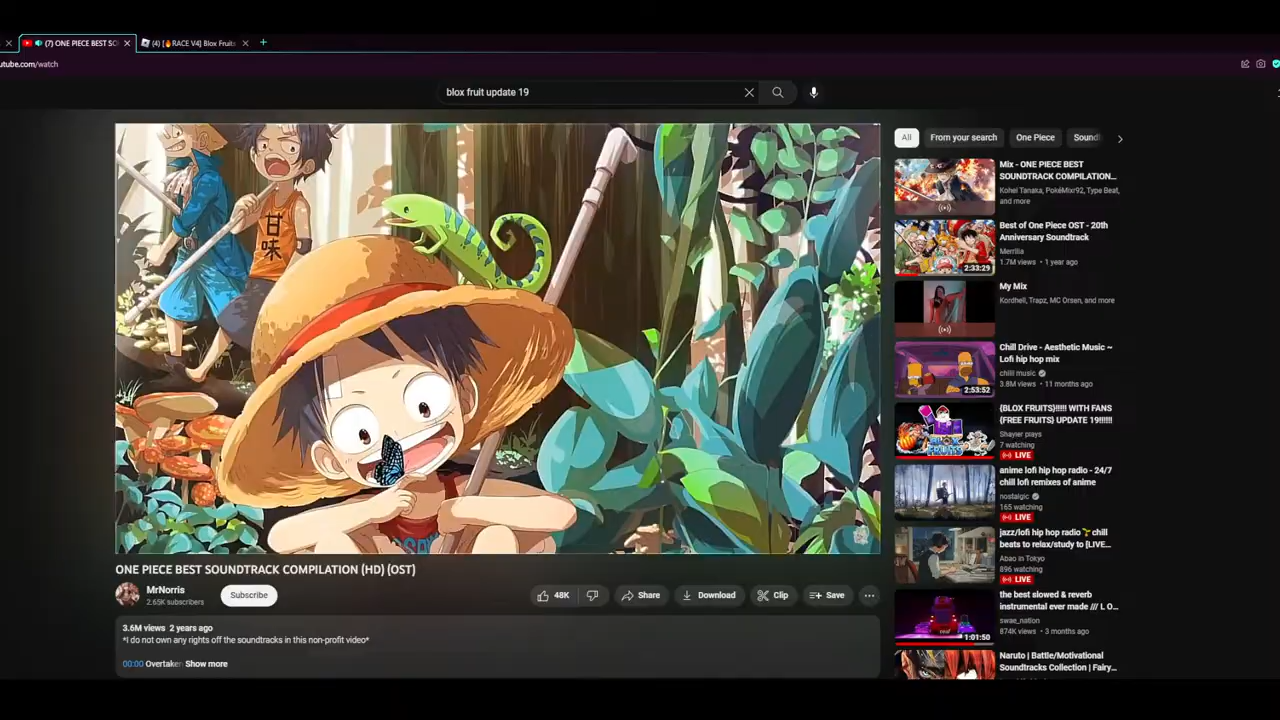 (7) ONE PIECE BEST SO
(4) [🔥RACE V4] Blox Fruits
utube.com/watch
blox fruit update 19
甘
味
ONE PIECE BEST SOUNDTRACK COMPILATION (HD) (OST)
MrNorris
2.65K subscribers
Subscribe
48K
Share
Download
Clip
Save
3.6M views 2 years ago
*I do not own any rights off the soundtracks in this non-profit video*
00:00 Overtaken Show more
All
From your search
One Piece
Sound
Mix - ONE PIECE BEST
SOUNDTRACK COMPILATION...
Kohei Tanaka, PokéMixr92, Type Beat,
and more
Best of One Piece OST - 20th
Anniversary Soundtrack
Merrilia
1.7M views • 1 year ago
2:33:29
My Mix
Kordhell, Trapz, MC Orsen, and more
Chill Drive - Aesthetic Music ~
Lofi hip hop mix
chill music
3.8M views • 11 months ago
2:53:52
{BLOX FRUITS}!!!!! WITH FANS
{FREE FRUITS} UPDATE 19!!!!!!
Shayier plays
7 watching
LIVE
BLOX
FRUITS
anime lofi hip hop radio - 24/7
chill lofi remixes of anime
nostalgic
165 watching
LIVE
jazz/lofi hip hop radio🌱chill
beats to relax/study to [LIVE...
Abao in Tokyo
896 watching
LIVE
the best slowed & reverb
instrumental ever made /// L O...
swae_nation
874K views • 3 months ago
1:01:50
Naruto | Battle/Motivational
Soundtracks Collection | Fairy...